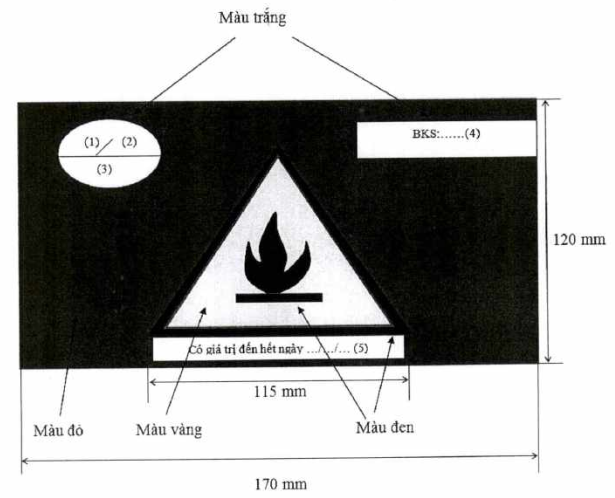 Màu trắng
(1) / (2)
(3)
BKS:......(4)
120 mm
Có giá trị đến hết ngày .../.../... (5)
115 mm
Màu đỏ
Màu vàng
Màu đen
170 mm